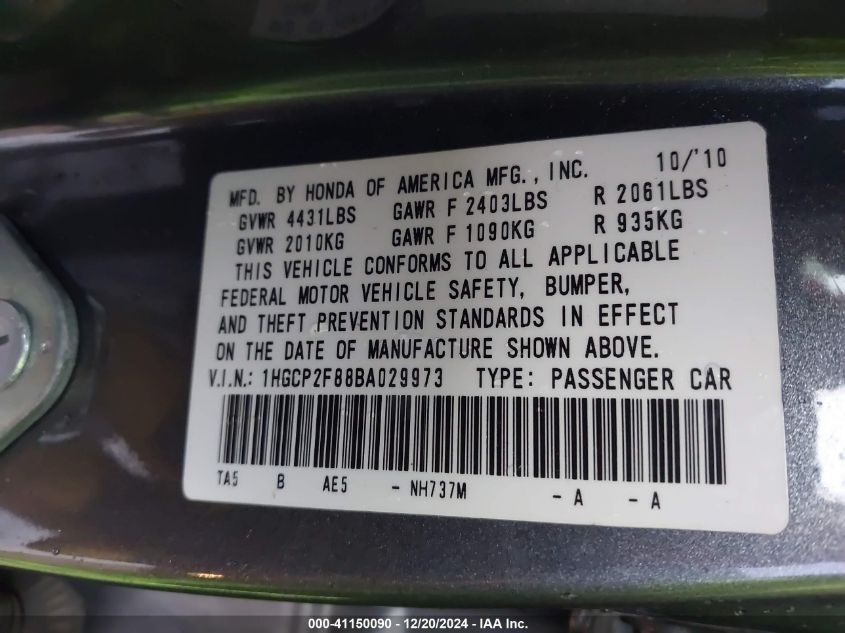 MFD. BY HONDA OF AMERICA MFG., INC. 10/'10
GVWR 4431LBS GAWR F 2403LBS R 2061LBS
GVWR 2010KG GAWR F 1090KG R 935KG
THIS VEHICLE CONFORMS TO ALL APPLICABLE
FEDERAL MOTOR VEHICLE SAFETY, BUMPER,
AND THEFT PREVENTION STANDARDS IN EFFECT
ON THE DATE OF MANUFACTURE SHOWN ABOVE.
V.I.N.: 1HGCP2F88BA029973 TYPE: PASSENGER CAR
TA5 B AE5 - NH737M - A - A
000-41150090 - 12/20/2024 - IAA Inc.